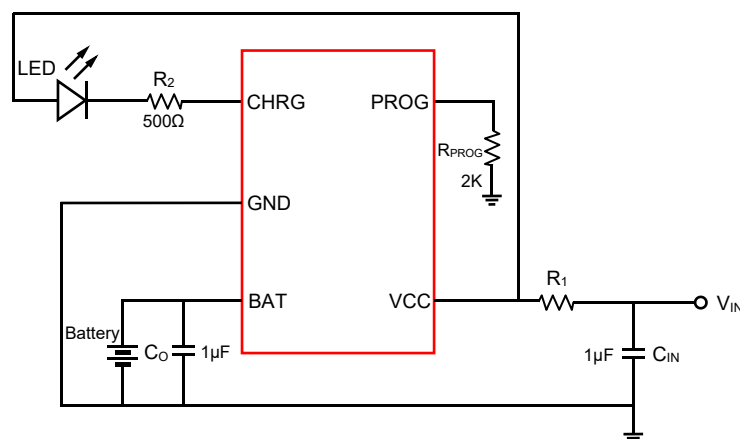 LED
R2
500Ω
CHRG
PROG
RPROG
2K
GND
BAT
VCC
R1
VIN
Battery
CO
1µF
1µF
CIN